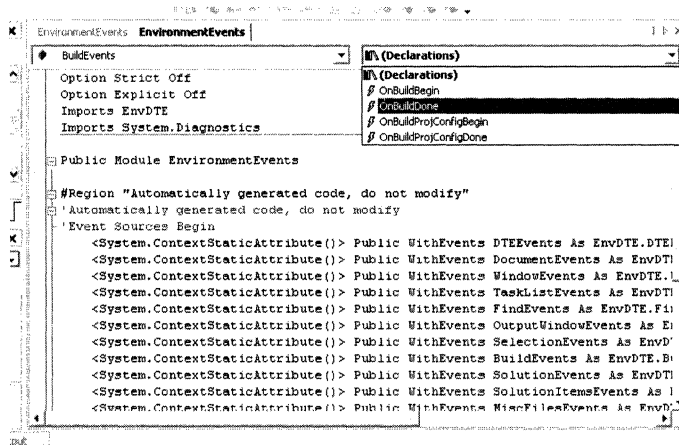 EnvironmentEvents EnvironmentEvents
BuildEvents
(Declarations)
(Declarations)
OnBuildBegin
OnBuildDone
OnBuildProjConfigBegin
OnBuildProjConfigDone
Option Strict Off
Option Explicit Off
Imports EnvDTE
Imports System.Diagnostics
Public Module EnvironmentEvents
#Region "Automatically generated code, do not modify"
'Automatically generated code, do not modify
'Event Sources Begin
<System.ContextStaticAttribute()> Public WithEvents DTEEvents As EnvDTE.DTE
<System.ContextStaticAttribute()> Public WithEvents DocumentEvents As EnvDT
<System.ContextStaticAttribute()> Public WithEvents WindowEvents As EnvDTE.
<System.ContextStaticAttribute()> Public WithEvents TaskListEvents As EnvDT
<System.ContextStaticAttribute()> Public WithEvents FindEvents As EnvDTE.Fi
<System.ContextStaticAttribute()> Public WithEvents OutputWindowEvents As E
<System.ContextStaticAttribute()> Public WithEvents SelectionEvents As EnvD
<System.ContextStaticAttribute()> Public WithEvents BuildEvents As EnvDTE.B
<System.ContextStaticAttribute()> Public WithEvents SolutionEvents As EnvDT
<System.ContextStaticAttribute()> Public WithEvents SolutionItemsEvents As
<System.ContextStaticAttribute()> Public WithEvents MiscFilesEvents As EnvD